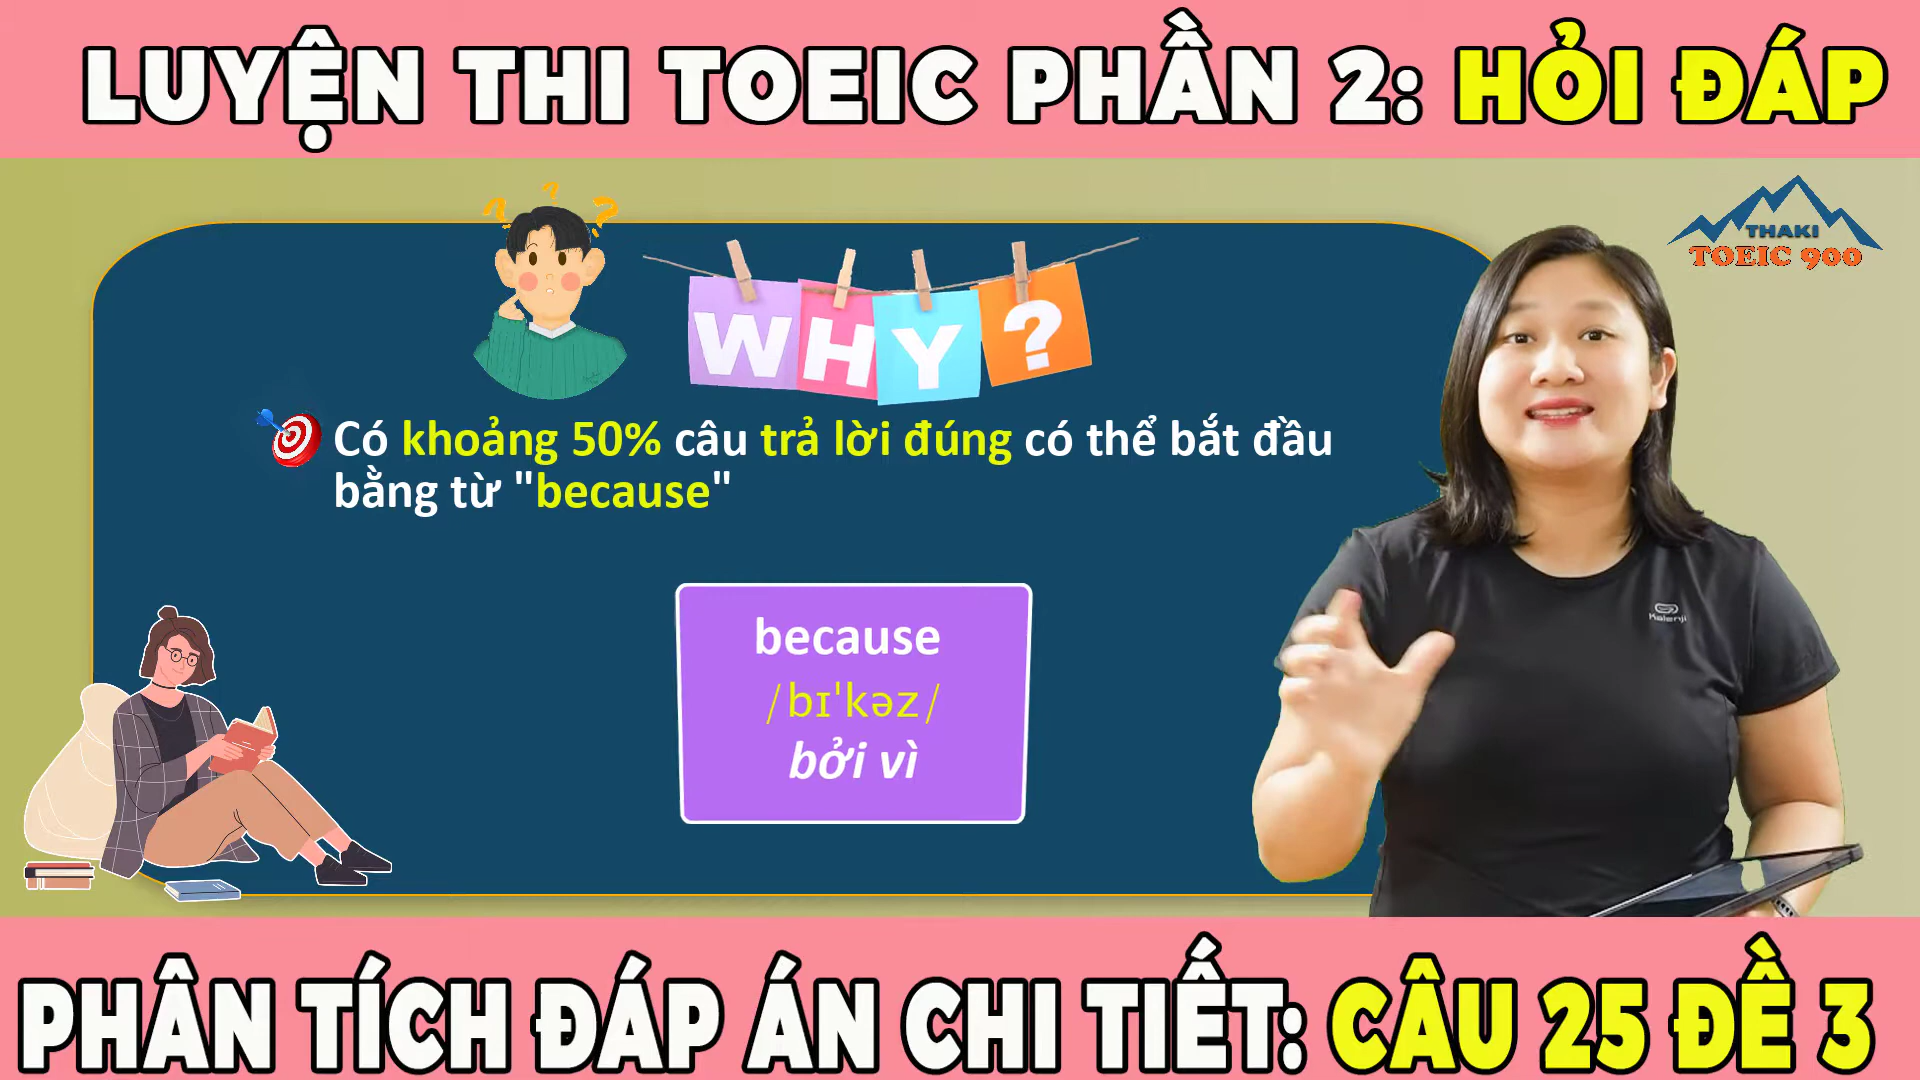 LUYỆN THI TOEIC PHẦN 2: HỎI ĐÁP
THAKI
TOEIC 900
WHY?
Có khoảng 50% câu trả lời đúng có thể bắt đầu
bằng từ "because"
because
/bɪˈkəz/
bởi vì
Kalenji
PHÂN TÍCH ĐÁP ÁN CHI TIẾT: CÂU 25 ĐỀ 3